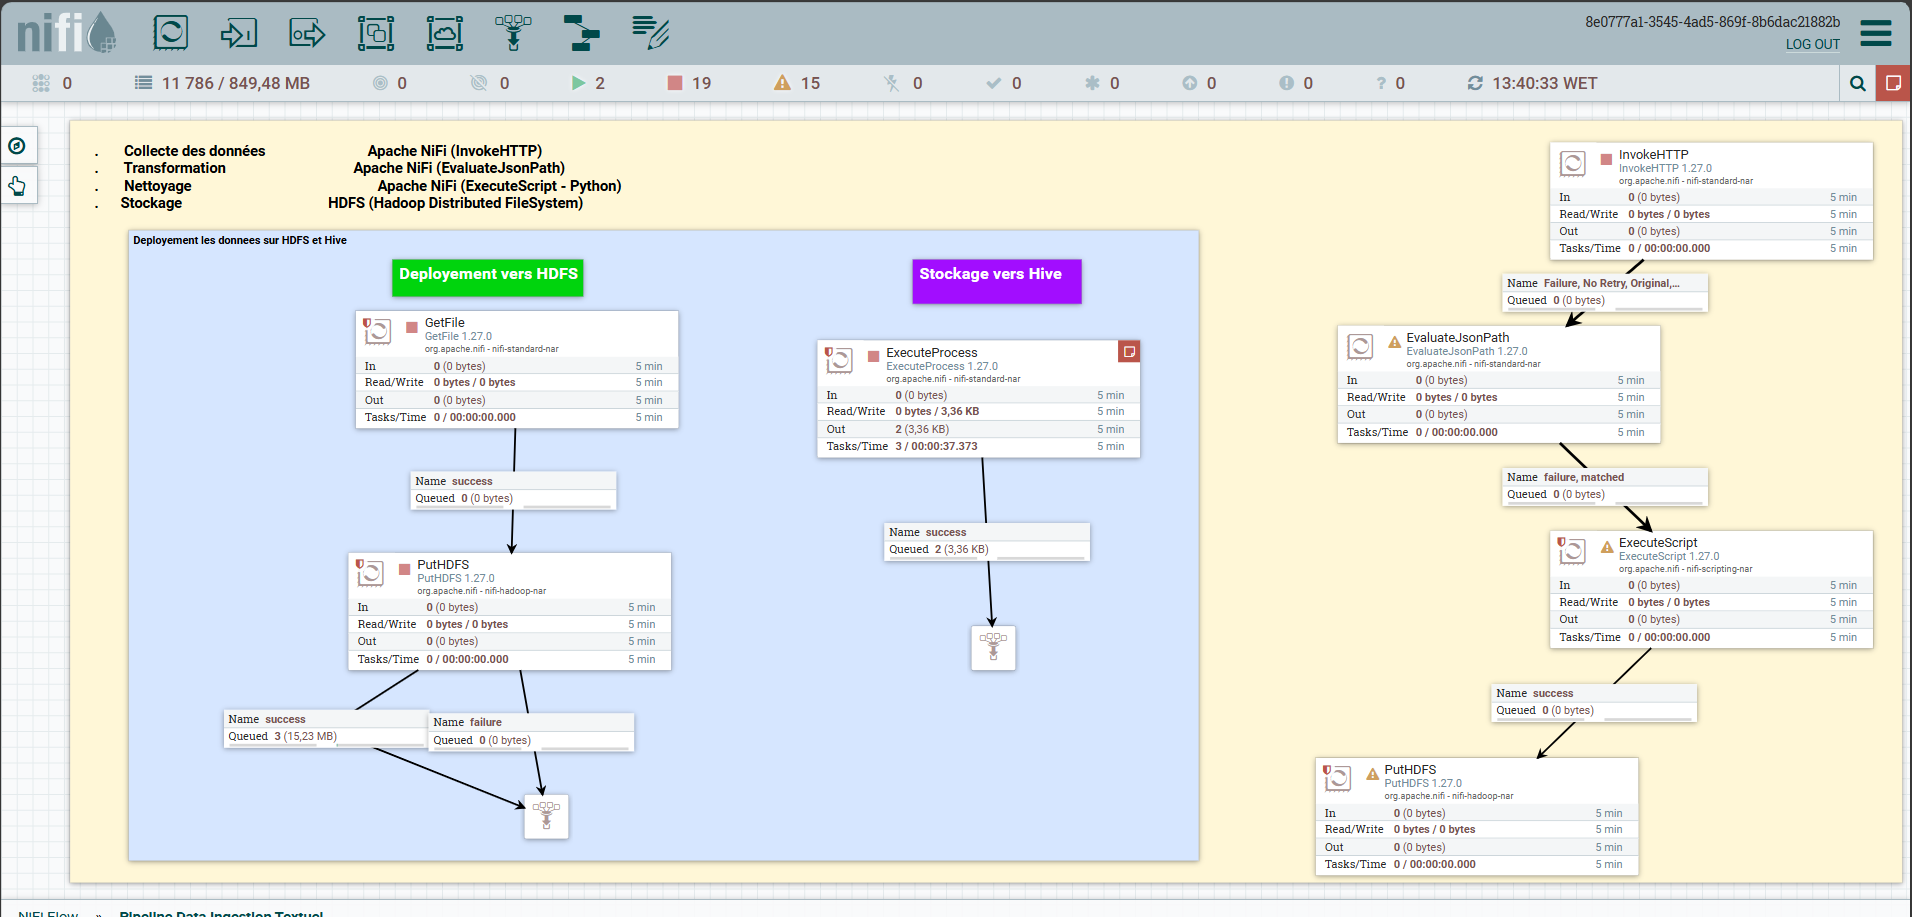 nifi
8e0777a1-3545-4ad5-869f-8b6dac21882b
LOG OUT
0 11 786 / 849,48 MB 0 0 2 19 15 0 0 0 0 0 ? 0 13:40:33 WET
. Collecte des données Apache NiFi (InvokeHTTP)
. Transformation Apache NiFi (EvaluateJsonPath)
. Nettoyage Apache NiFi (ExecuteScript - Python)
. Stockage HDFS (Hadoop Distributed FileSystem)
Deployement les donnees sur HDFS et Hive
Deployement vers HDFS
GetFile
GetFile 1.27.0
org.apache.nifi - nifi-standard-nar
In 0 (0 bytes) 5 min
Read/Write 0 bytes / 0 bytes 5 min
Out 0 (0 bytes) 5 min
Tasks/Time 0 / 00:00:00.000 5 min
Name success
Queued 0 (0 bytes)
PutHDFS
PutHDFS 1.27.0
org.apache.nifi - nifi-hadoop-nar
In 0 (0 bytes) 5 min
Read/Write 0 bytes / 0 bytes 5 min
Out 0 (0 bytes) 5 min
Tasks/Time 0 / 00:00:00.000 5 min
Name success
Queued 3 (15,23 MB)
Name failure
Queued 0 (0 bytes)
Stockage vers Hive
ExecuteProcess
ExecuteProcess 1.27.0
org.apache.nifi - nifi-standard-nar
In 0 (0 bytes) 5 min
Read/Write 0 bytes / 3,36 KB 5 min
Out 2 (3,36 KB) 5 min
Tasks/Time 3 / 00:00:37.373 5 min
Name success
Queued 2 (3,36 KB)
InvokeHTTP
InvokeHTTP 1.27.0
org.apache.nifi - nifi-standard-nar
In 0 (0 bytes) 5 min
Read/Write 0 bytes / 0 bytes 5 min
Out 0 (0 bytes) 5 min
Tasks/Time 0 / 00:00:00.000 5 min
Name Failure, No Retry, Original,...
Queued 0 (0 bytes)
EvaluateJsonPath
EvaluateJsonPath 1.27.0
org.apache.nifi - nifi-standard-nar
In 0 (0 bytes) 5 min
Read/Write 0 bytes / 0 bytes 5 min
Out 0 (0 bytes) 5 min
Tasks/Time 0 / 00:00:00.000 5 min
Name failure, matched
Queued 0 (0 bytes)
ExecuteScript
ExecuteScript 1.27.0
org.apache.nifi - nifi-scripting-nar
In 0 (0 bytes) 5 min
Read/Write 0 bytes / 0 bytes 5 min
Out 0 (0 bytes) 5 min
Tasks/Time 0 / 00:00:00.000 5 min
Name success
Queued 0 (0 bytes)
PutHDFS
PutHDFS 1.27.0
org.apache.nifi - nifi-hadoop-nar
In 0 (0 bytes) 5 min
Read/Write 0 bytes / 0 bytes 5 min
Out 0 (0 bytes) 5 min
Tasks/Time 0 / 00:00:00.000 5 min
NiFi Flow » Pipeline Data Ingestion Textuel